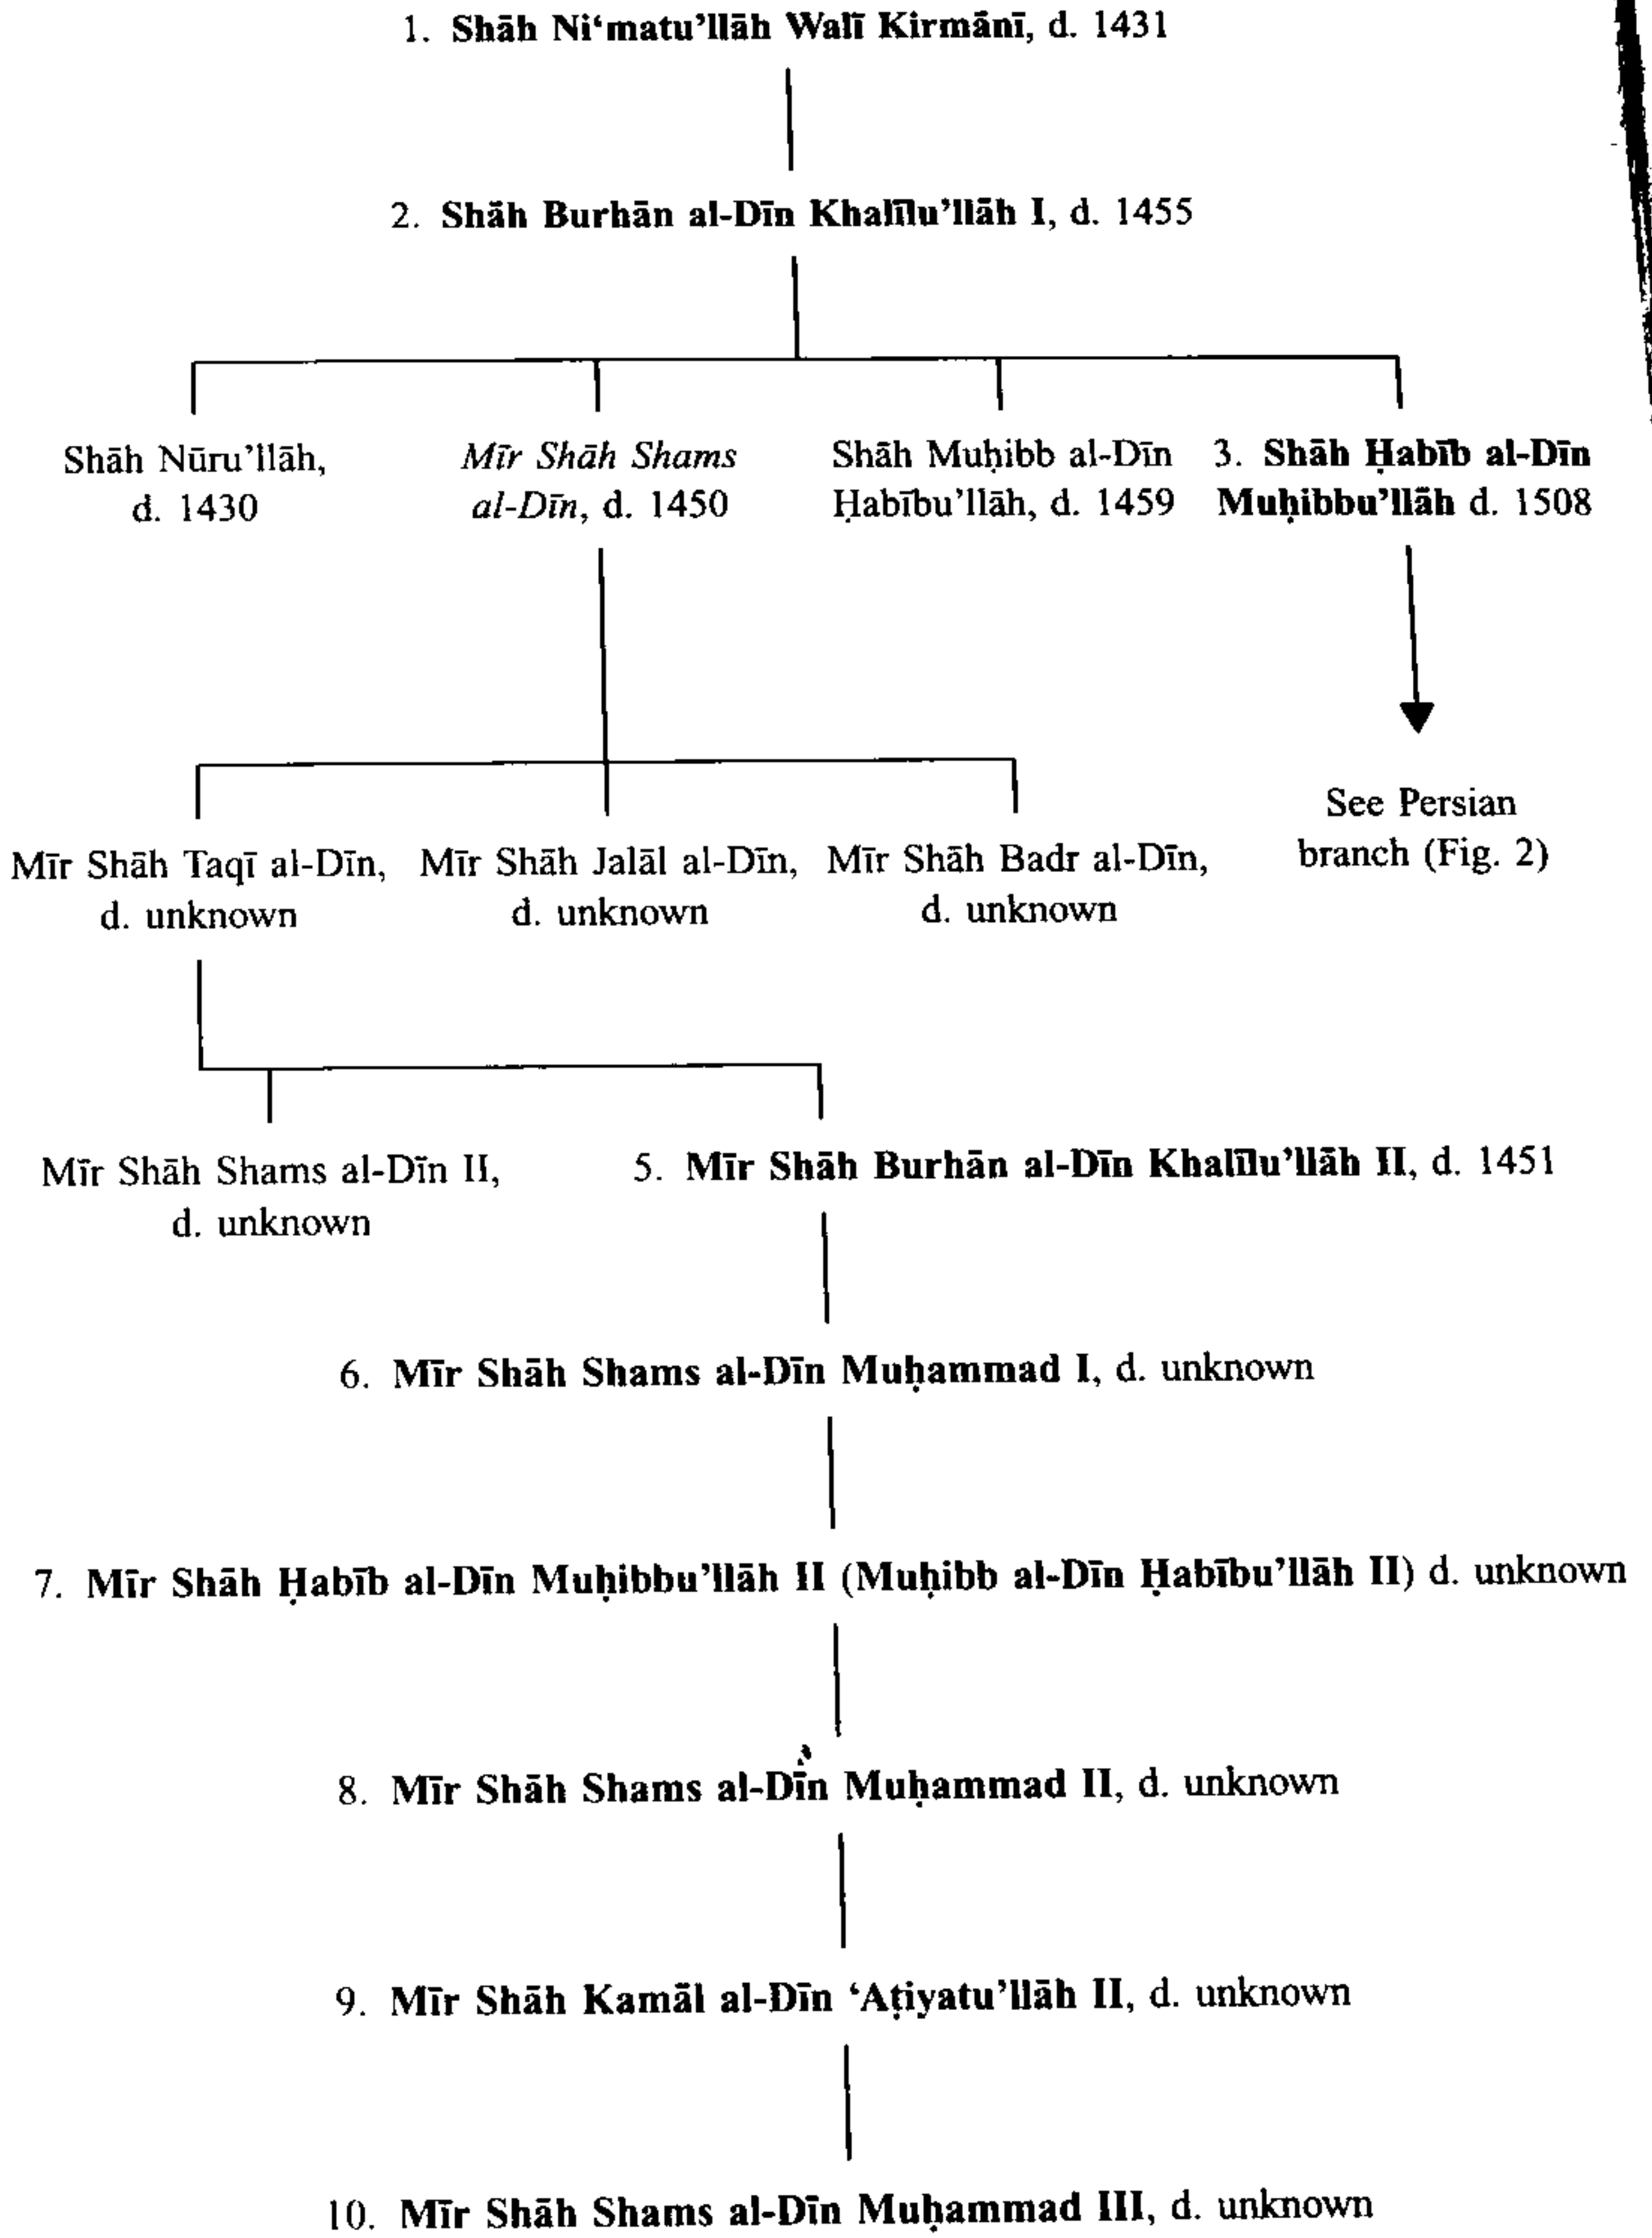 1. Shāh Ni‘matu’llāh Walī Kirmānī, d. 1431
2. Shāh Burhān al-Dīn Khalīlu’llāh I, d. 1455
Shāh Nūru’llāh,
d. 1430
Mīr Shāh Shams
al-Dīn, d. 1450
Shāh Muḥibb al-Dīn
Ḥabību’llāh, d. 1459
3. Shāh Ḥabīb al-Dīn
Muḥibbu’llāh d. 1508
See Persian
branch (Fig. 2)
Mīr Shāh Taqī al-Dīn,
d. unknown
Mīr Shāh Jalāl al-Dīn,
d. unknown
Mīr Shāh Badr al-Dīn,
d. unknown
Mīr Shāh Shams al-Dīn II,
d. unknown
5. Mīr Shāh Burhān al-Dīn Khalīlu’llāh II, d. 1451
6. Mīr Shāh Shams al-Dīn Muḥammad I, d. unknown
7. Mīr Shāh Ḥabīb al-Dīn Muḥibbu’llāh II (Muḥibb al-Dīn Ḥabību’llāh II) d. unknown
8. Mīr Shāh Shams al-Dīn Muḥammad II, d. unknown
9. Mīr Shāh Kamāl al-Dīn ‘Aṭiyatu’llāh II, d. unknown
10. Mīr Shāh Shams al-Dīn Muḥammad III, d. unknown